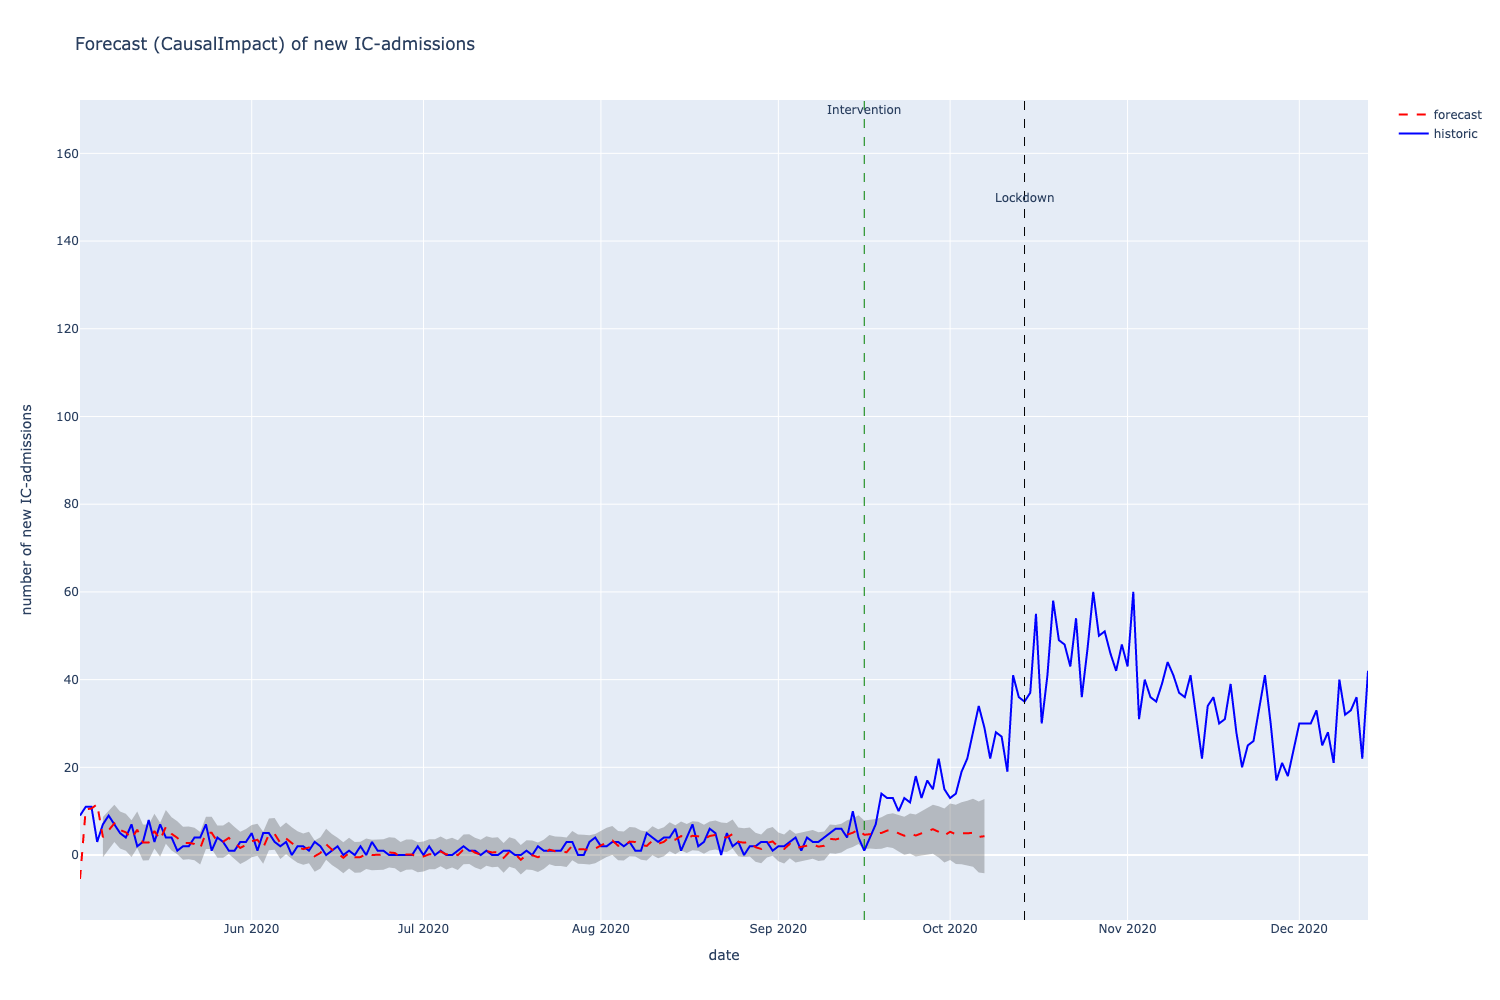 Forecast (CausalImpact) of new IC-admissions
Intervention
forecast
historic
160
Lockdown
140
120
100
80
60
40
20
0
number of new IC-admissions
Jun 2020
Jul 2020
Aug 2020
Sep 2020
Oct 2020
Nov 2020
Dec 2020
date